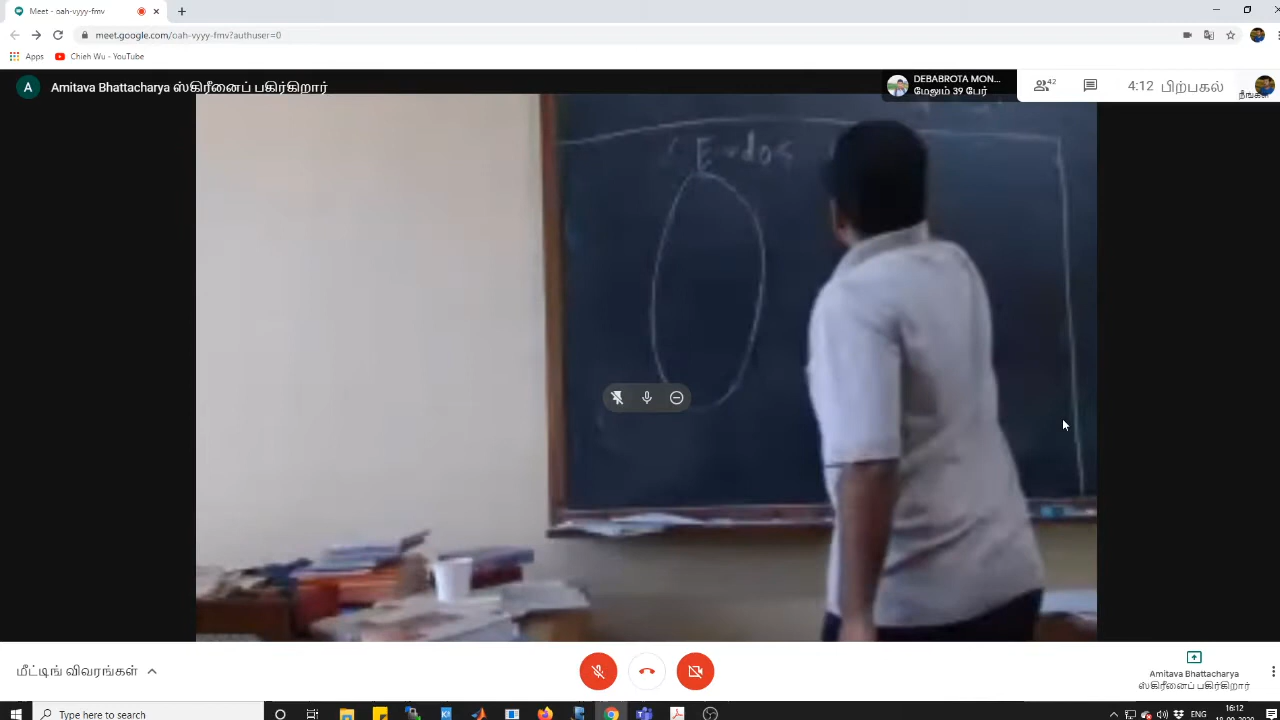 Meet - oah-vyyy-fmv
meet.google.com/oah-vyyy-fmv?authuser=0
Apps
Chieh Wu - YouTube
A
Amitava Bhattacharya ஸ்கிரீனைப் பகிர்கிறார்
DEBABROTA MON...
மேலும் 39 பேர்
42
4:12 பிற்பகல்
நீங்கள்
Erdos
மீட்டிங் விவரங்கள்
Amitava Bhattacharya
ஸ்கிரீனைப் பகிர்கிறார்
Type here to search
ENG
16:12